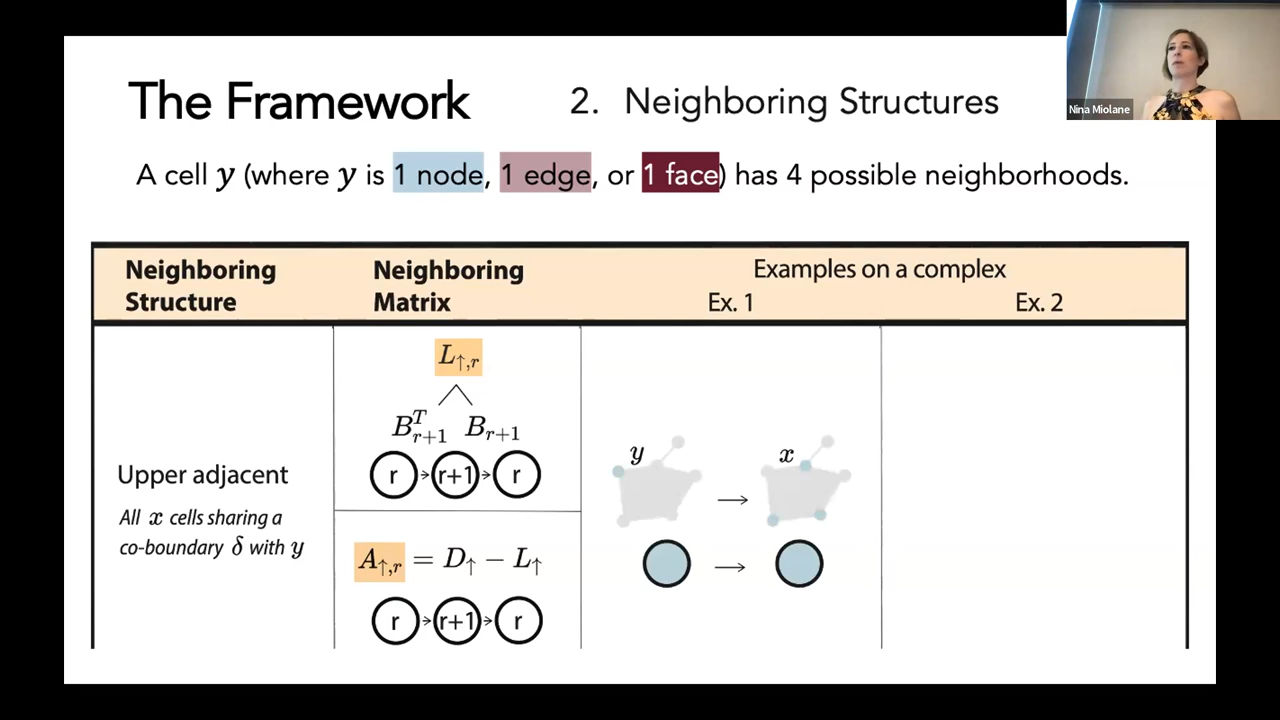 The Framework 2. Neighboring Structures
Nina Miolane
A cell y (where y is 1 node, 1 edge, or 1 face) has 4 possible neighborhoods.
Neighboring Structure
Neighboring Matrix
Examples on a complex
Ex. 1 Ex. 2
Upper adjacent
All x cells sharing a
co-boundary δ with y
L↑,r
B^T_{r+1} B_{r+1}
r r+1 r
A↑,r = D↑ − L↑
r r+1 r
y → x
→